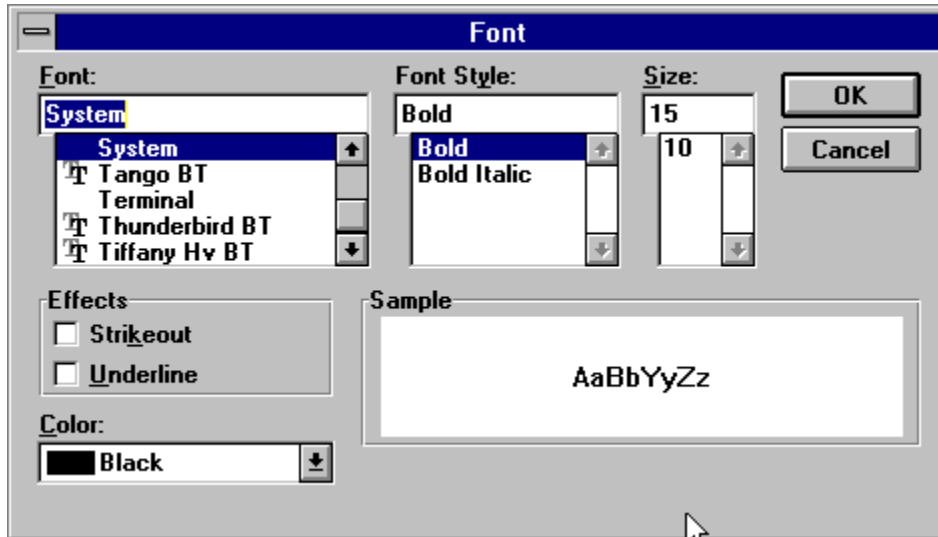 Font
Font: Font Style: Size:
System Bold 15 OK
System Bold 10 Cancel
Tango BT Bold Italic
Terminal
Thunderbird BT
Tiffany Hv BT
Effects Sample
Strikeout
Underline AaBbYyZz
Color:
Black